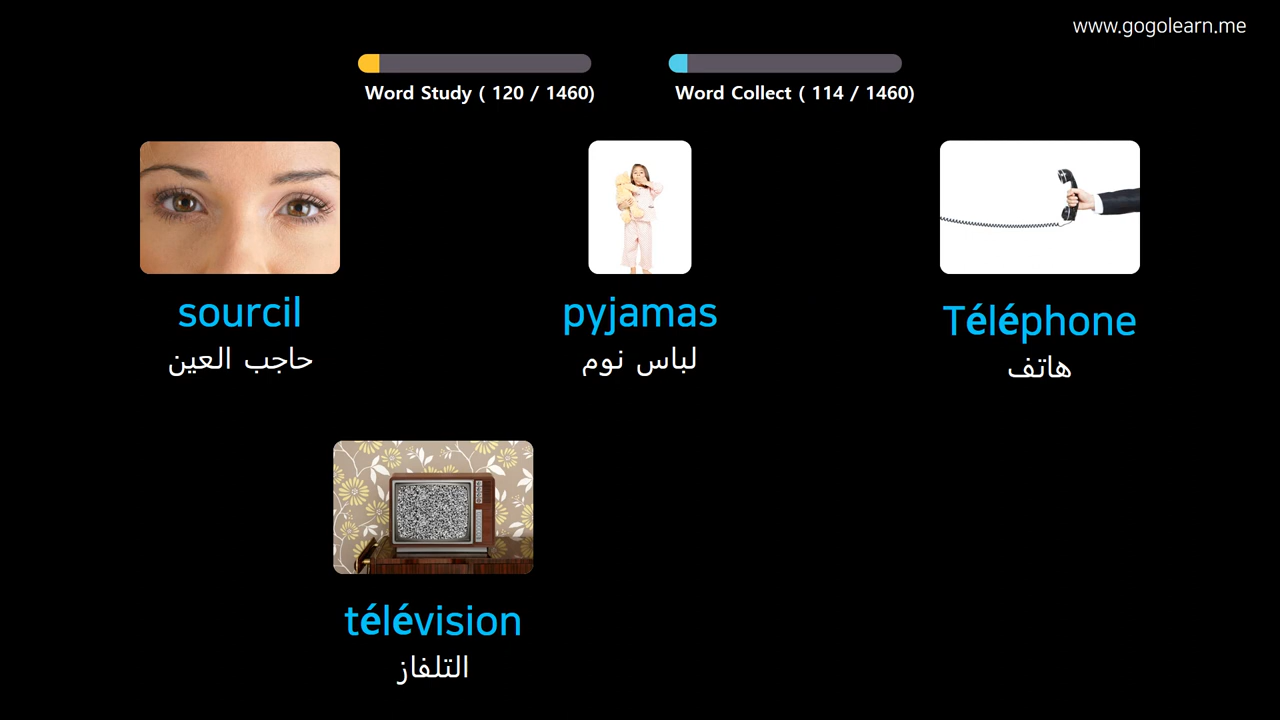 www.gogolearn.me
Word Study ( 120 / 1460)
Word Collect ( 114 / 1460)
sourcil
حاجب العين
pyjamas
لباس نوم
Téléphone
هاتف
télévision
التلفاز